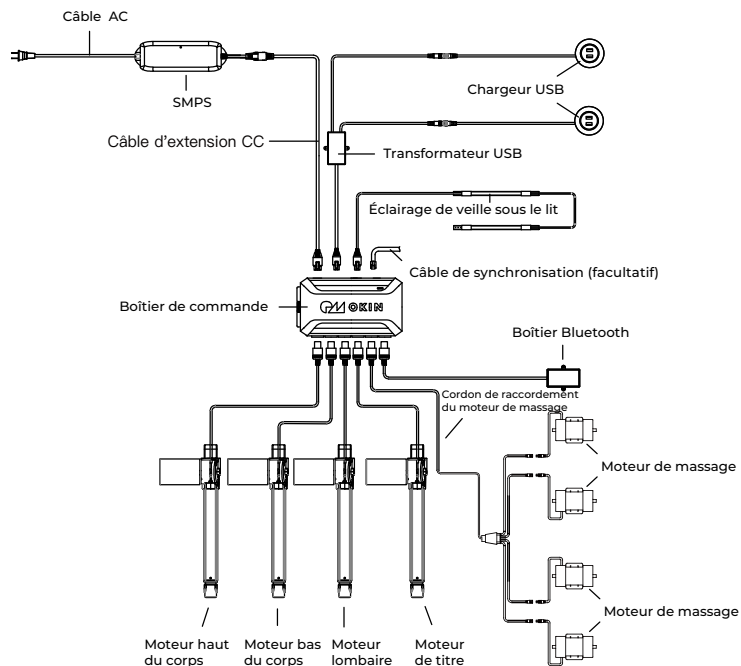 Câble AC
SMPS
Chargeur USB
Câble d'extension CC
Transformateur USB
Éclairage de veille sous le lit
Câble de synchronisation (facultatif)
Boîtier de commande
OKIN
Boîtier Bluetooth
Cordon de raccordement
du moteur de massage
Moteur de massage
Moteur de massage
Moteur haut
du corps
Moteur bas
du corps
Moteur
lombaire
Moteur
de titre